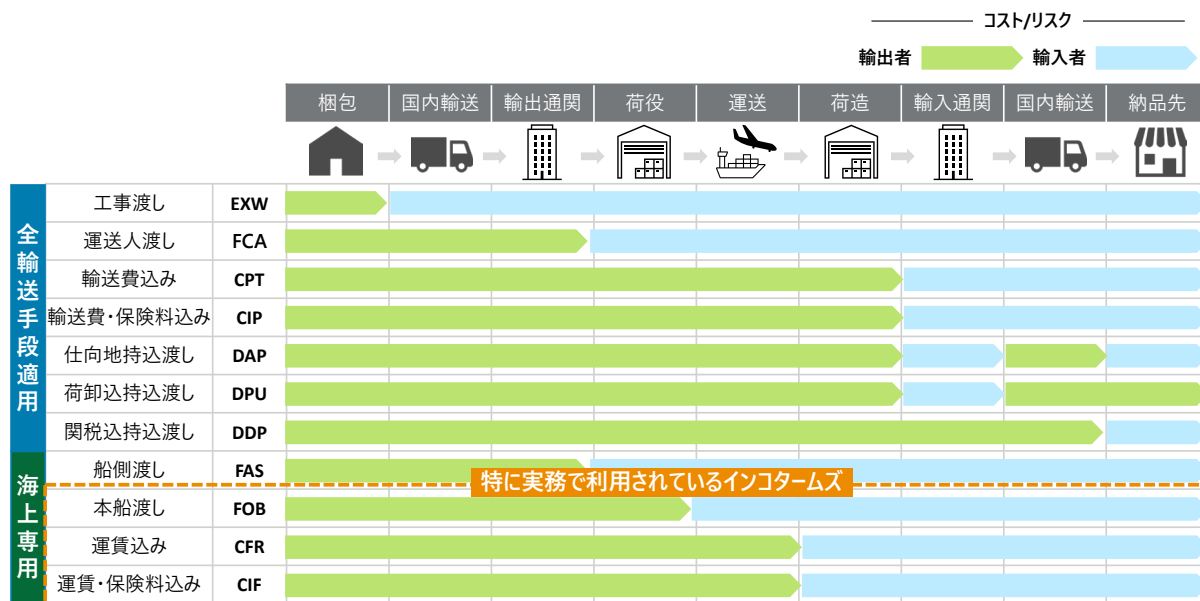 コスト/リスク
輸出者 輸入者
梱包 国内輸送 輸出通関 荷役 運送 荷造 輸入通関 国内輸送 納品先
全輸送手段適用
工事渡し EXW
運送人渡し FCA
輸送費込み CPT
輸送費・保険料込み CIP
仕向地持込渡し DAP
荷卸込持込渡し DPU
関税込持込渡し DDP
海上専用
船側渡し FAS
特に実務で利用されているインコタームズ
本船渡し FOB
運賃込み CFR
運賃・保険料込み CIF